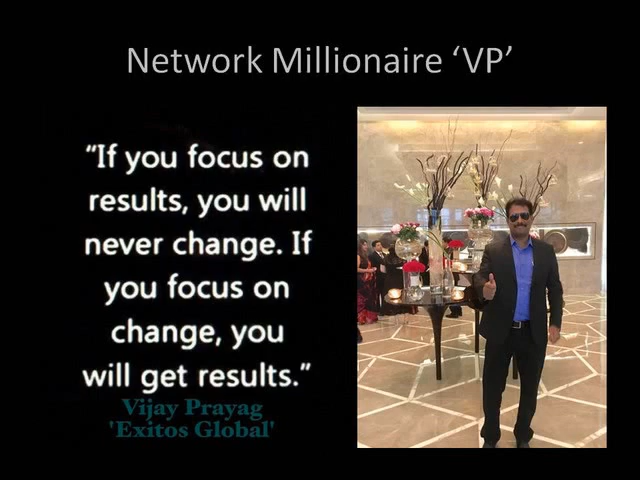 Network Millionaire ‘VP’
“If you focus on
results, you will
never change. If
you focus on
change, you
will get results.”
Vijay Prayag
'Exitos Global'